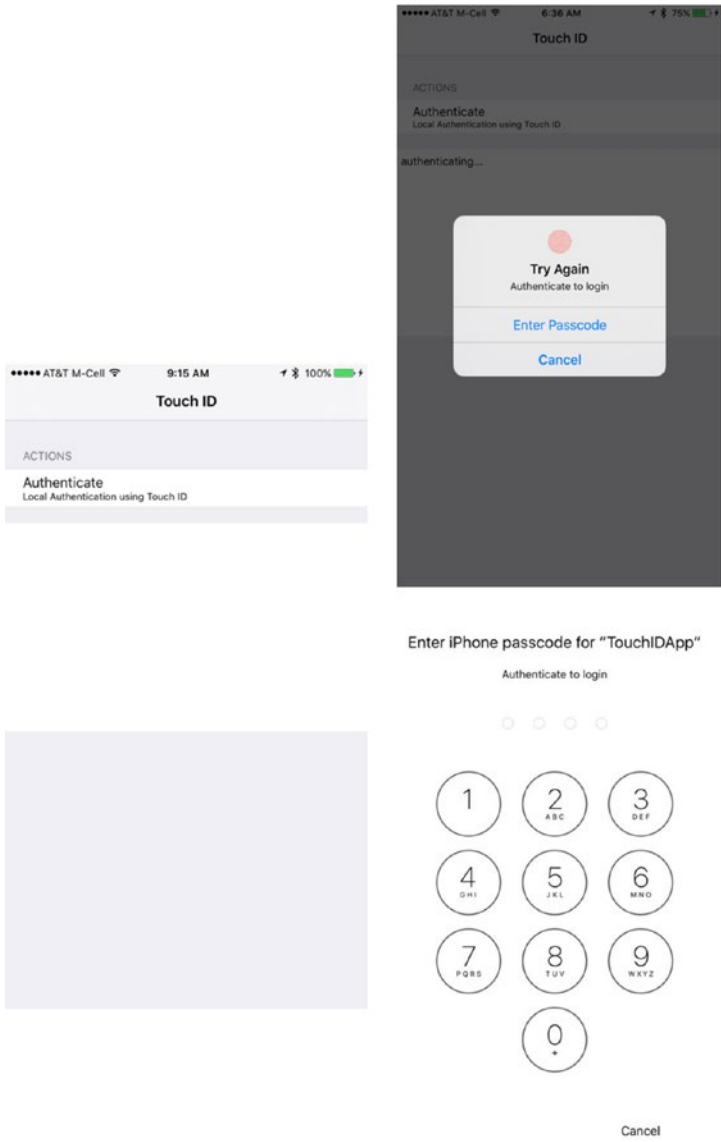 ●●●●● AT&T M-Cell 9:15 AM 100%
Touch ID
ACTIONS
Authenticate
Local Authentication using Touch ID
●●●●● AT&T M-Cell 6:36 AM 75%
Touch ID
ACTIONS
Authenticate
Local Authentication using Touch ID
authenticating...
Try Again
Authenticate to login
Enter Passcode
Cancel
Enter iPhone passcode for “TouchIDApp”
Authenticate to login
1 2 3
ABC DEF
4 5 6
GHI JKL MNO
7 8 9
PQRS TUV WXYZ
0
+
Cancel